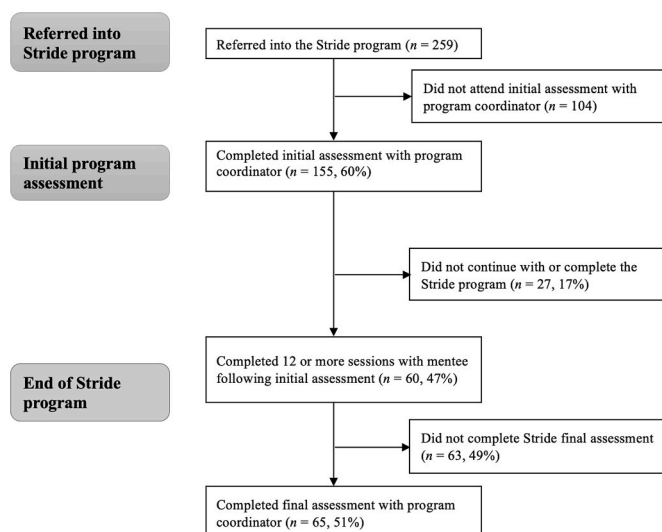 Referred into
Stride program
Referred into the Stride program (n = 259)
Did not attend initial assessment with
program coordinator (n = 104)
Initial program
assessment
Completed initial assessment with program
coordinator (n = 155, 60%)
Did not continue with or complete the
Stride program (n = 27, 17%)
End of Stride
program
Completed 12 or more sessions with mentee
following initial assessment (n = 60, 47%)
Did not complete Stride final assessment
(n = 63, 49%)
Completed final assessment with program
coordinator (n = 65, 51%)